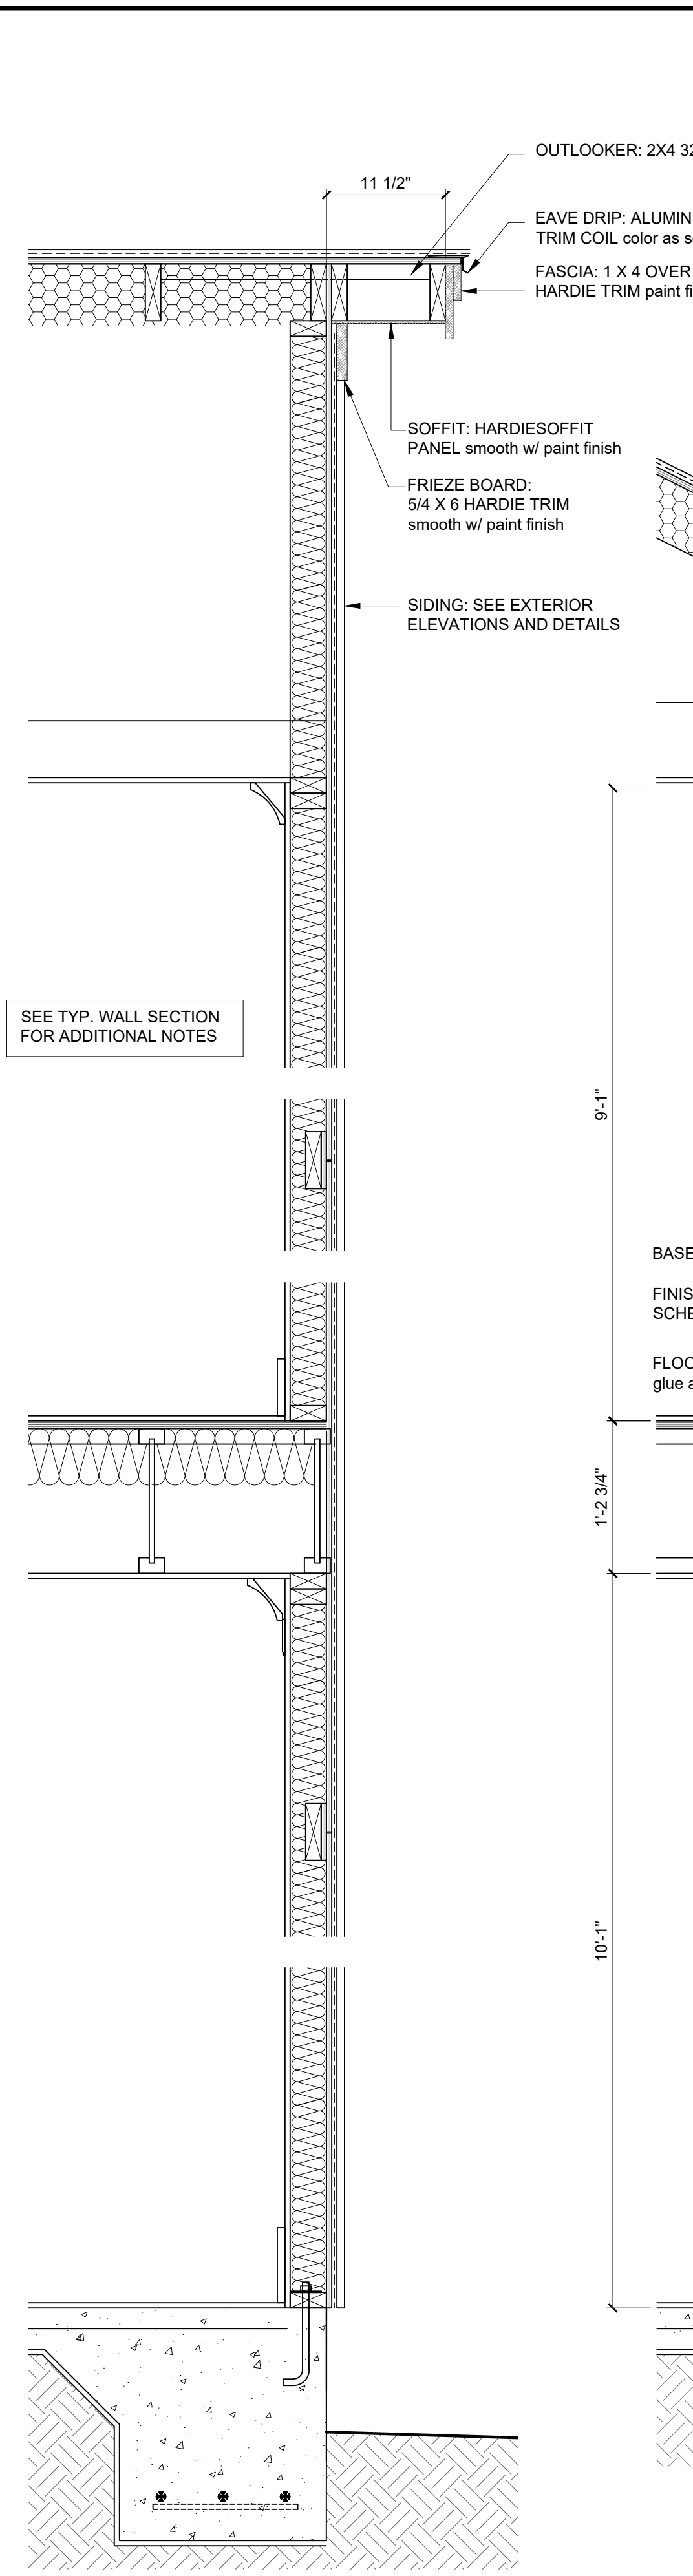 OUTLOOKER: 2X4 32
11 1/2"
EAVE DRIP: ALUMIN
TRIM COIL color as s
FASCIA: 1 X 4 OVER
HARDIE TRIM paint fi
SOFFIT: HARDIESOFFIT
PANEL smooth w/ paint finish
FRIEZE BOARD:
5/4 X 6 HARDIE TRIM
smooth w/ paint finish
SIDING: SEE EXTERIOR
ELEVATIONS AND DETAILS
SEE TYP. WALL SECTION
FOR ADDITIONAL NOTES
9'-1"
BASE
FINIS
SCHE
FLOO
glue a
1'-2 3/4"
10'-1"